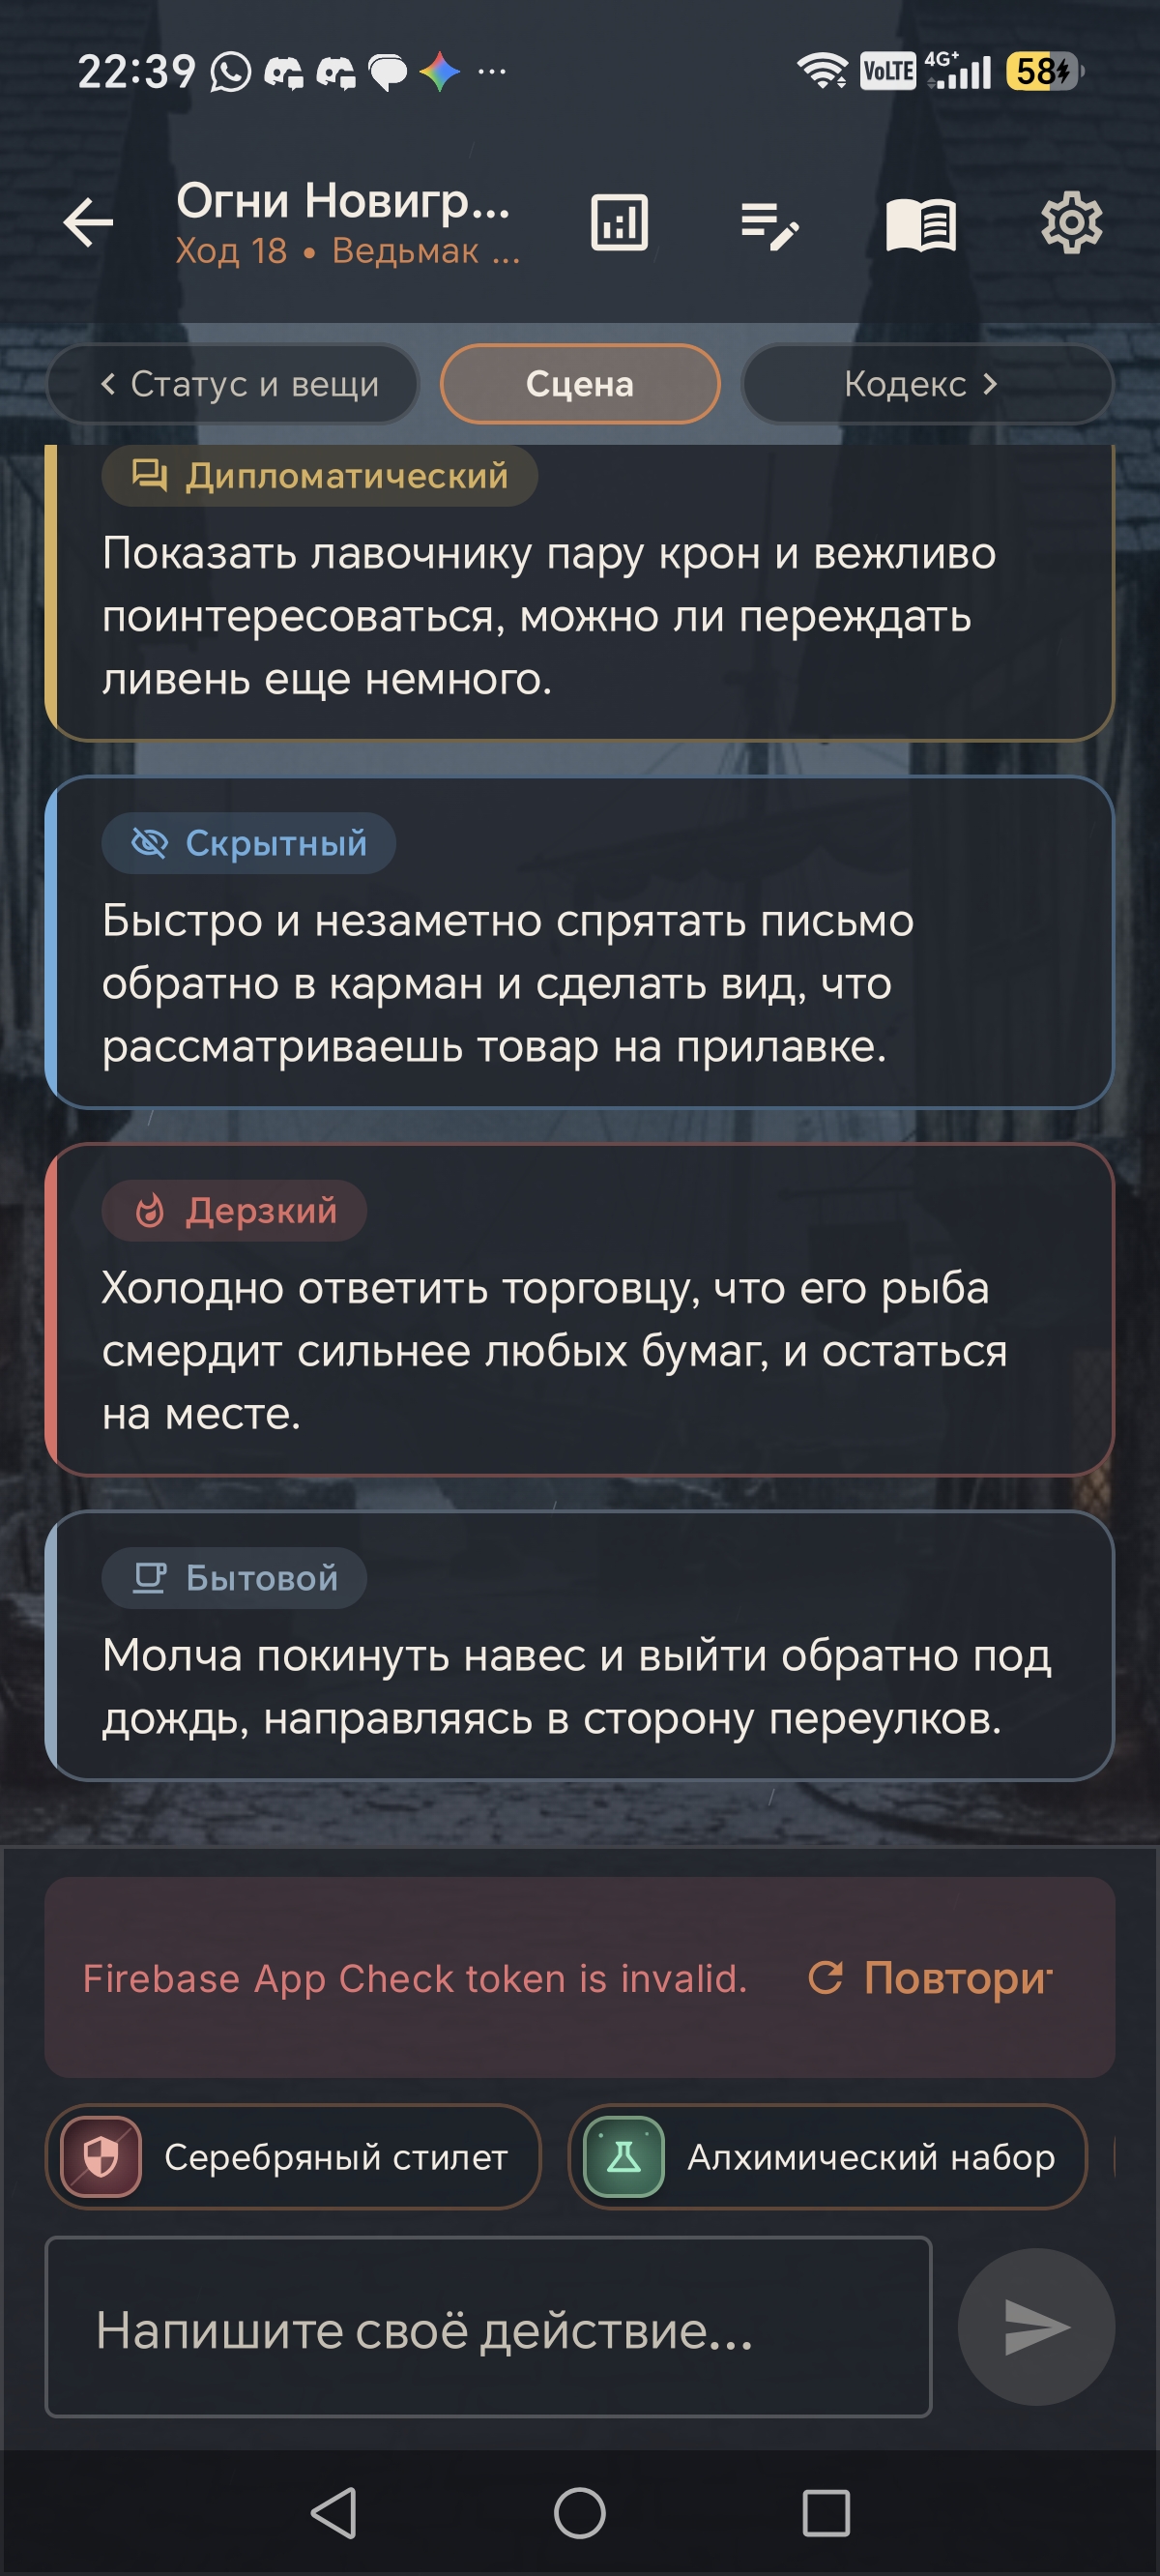 22:39
VoLTE
4G+
58
Огни Новигр...
Ход 18 • Ведьмак ...
Статус и вещи
Сцена
Кодекс
Дипломатический
Показать лавочнику пару крон и вежливо
поинтересоваться, можно ли переждать
ливень еще немного.
Скрытный
Быстро и незаметно спрятать письмо
обратно в карман и сделать вид, что
рассматриваешь товар на прилавке.
Дерзкий
Холодно ответить торговцу, что его рыба
смердит сильнее любых бумаг, и остаться
на месте.
Бытовой
Молча покинуть навес и выйти обратно под
дождь, направляясь в сторону переулков.
Firebase App Check token is invalid.
Повтори
Серебряный стилет
Алхимический набор
Напишите своё действие...